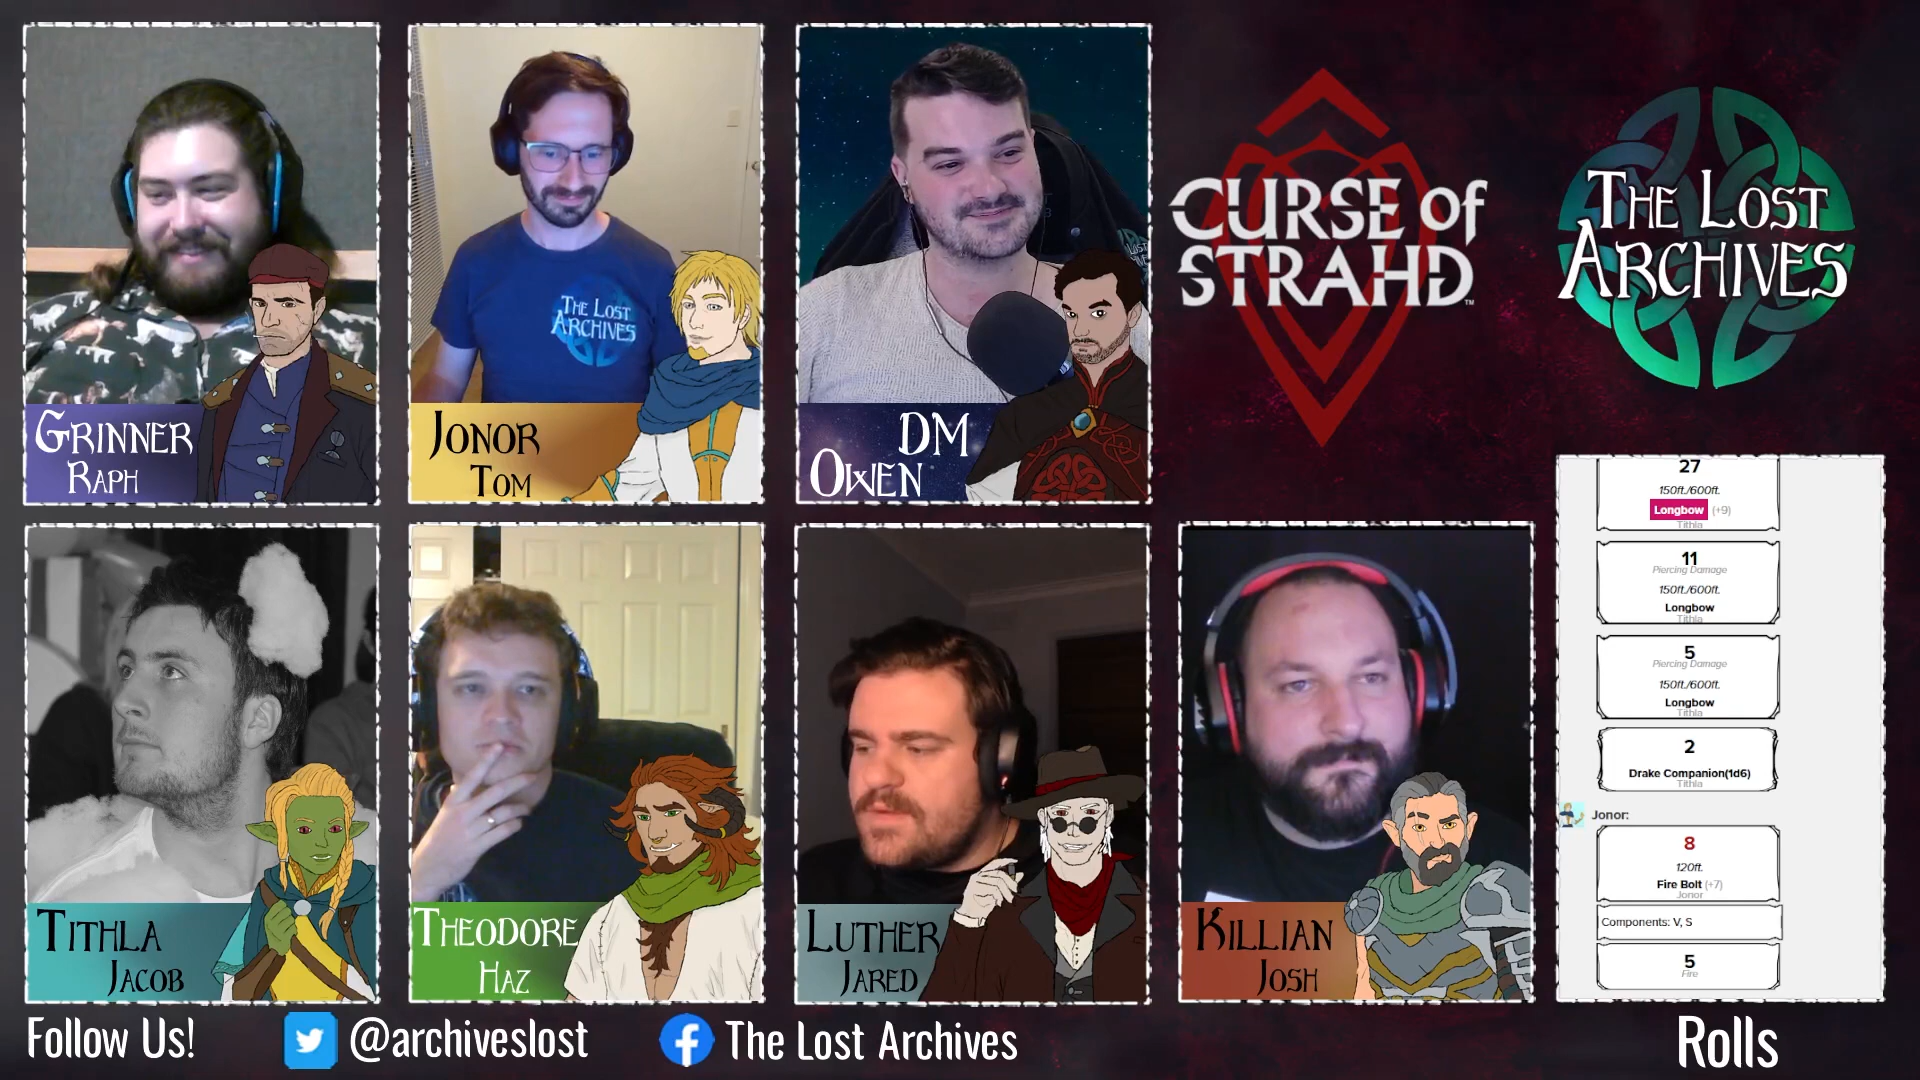 GRINNER
RAPH
JONOR
TOM
THE LOST
ARCHIVES
DM
OWEN
CURSE of
STRAHD
TM
THE LOST
ARCHIVES
TITHLA
JACOB
THEODORE
HAZ
LUTHER
JARED
KILLIAN
JOSH
27
150ft./600ft.
Longbow (+9)
Tithla
11
Piercing Damage
150ft./600ft.
Longbow
Tithla
5
Piercing Damage
150ft./600ft.
Longbow
Tithla
2
Drake Companion(1d6)
Tithla
Jonor:
8
120ft.
Fire Bolt (+7)
Jonor
Components: V, S
5
Fire
Follow Us!
@archiveslost
The Lost Archives
Rolls